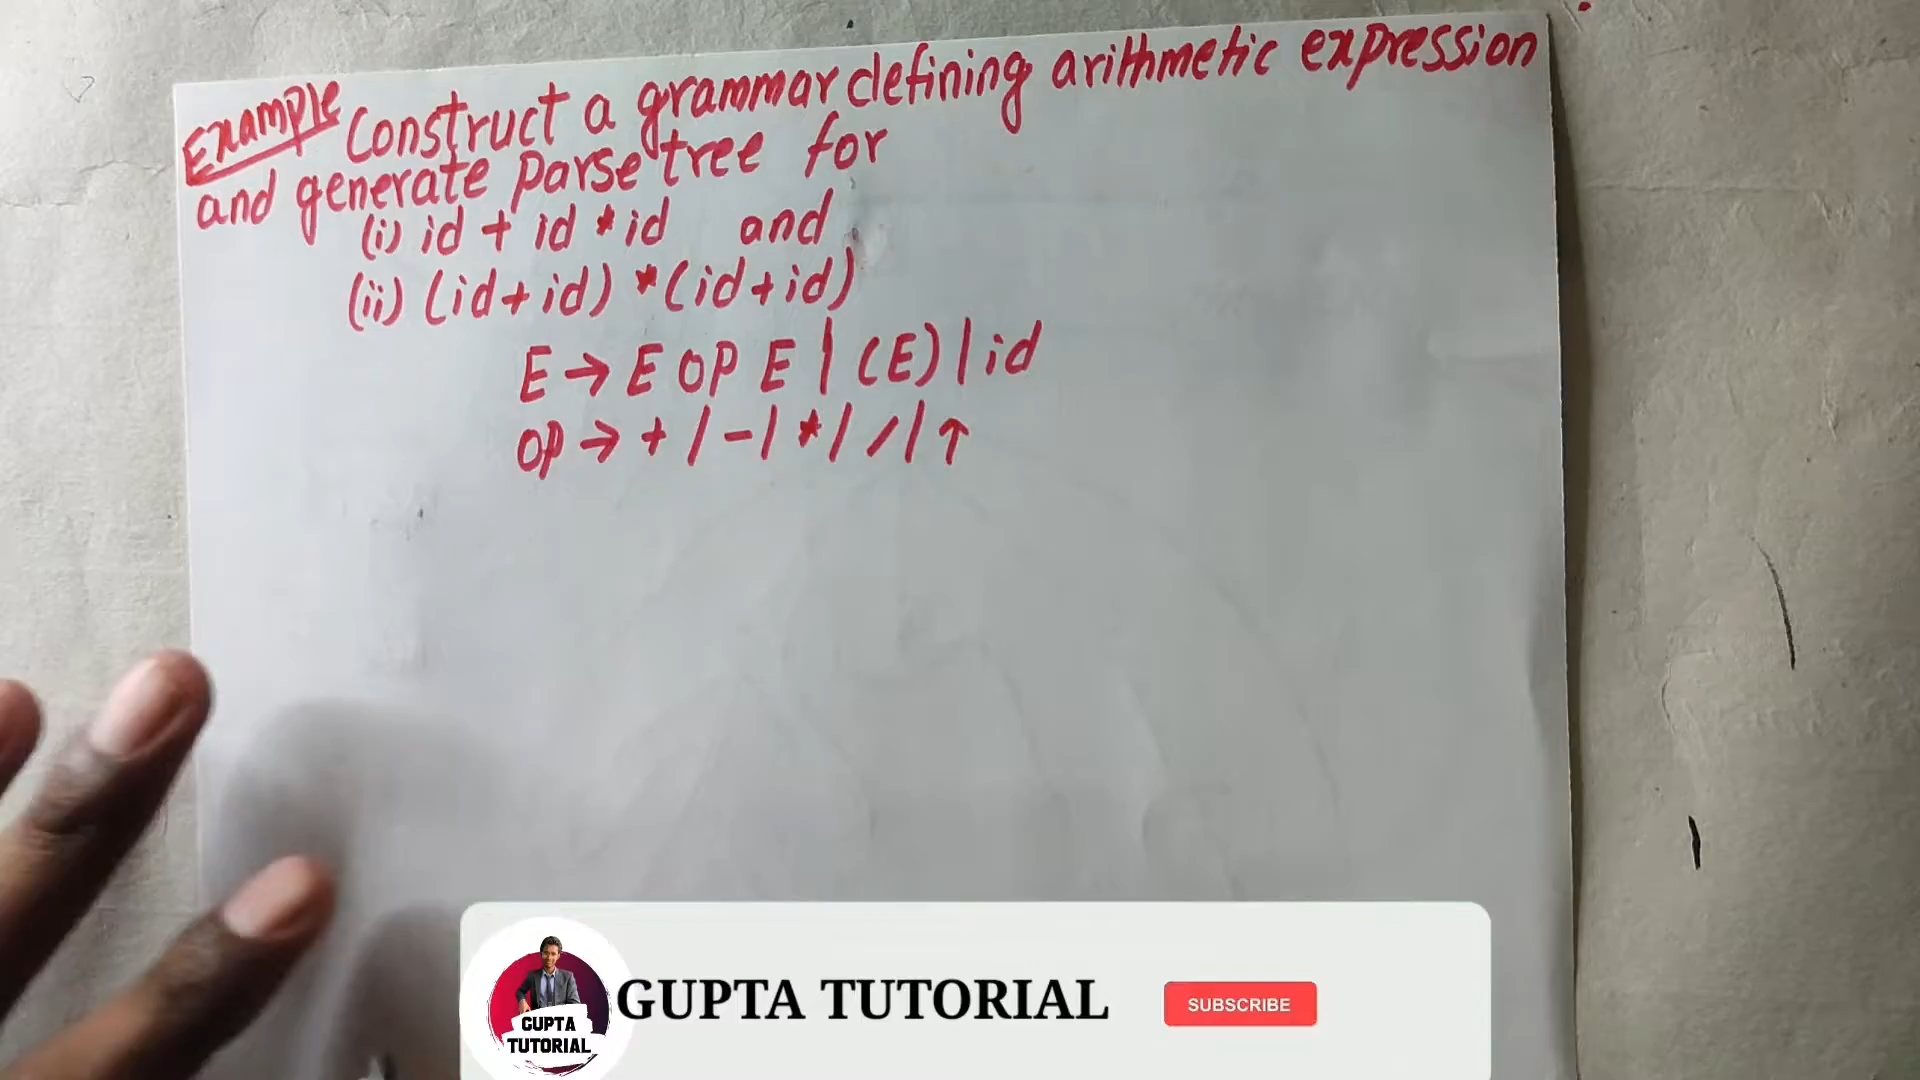 Example Construct a grammar defining arithmetic expression
and generate parse tree for
(i) id + id * id and
(ii) (id+id) *(id+id)
E → E OP E | (E) | id
OP → + | - | * | / | ↑
GUPTA TUTORIAL
SUBSCRIBE
GUPTA
TUTORIAL